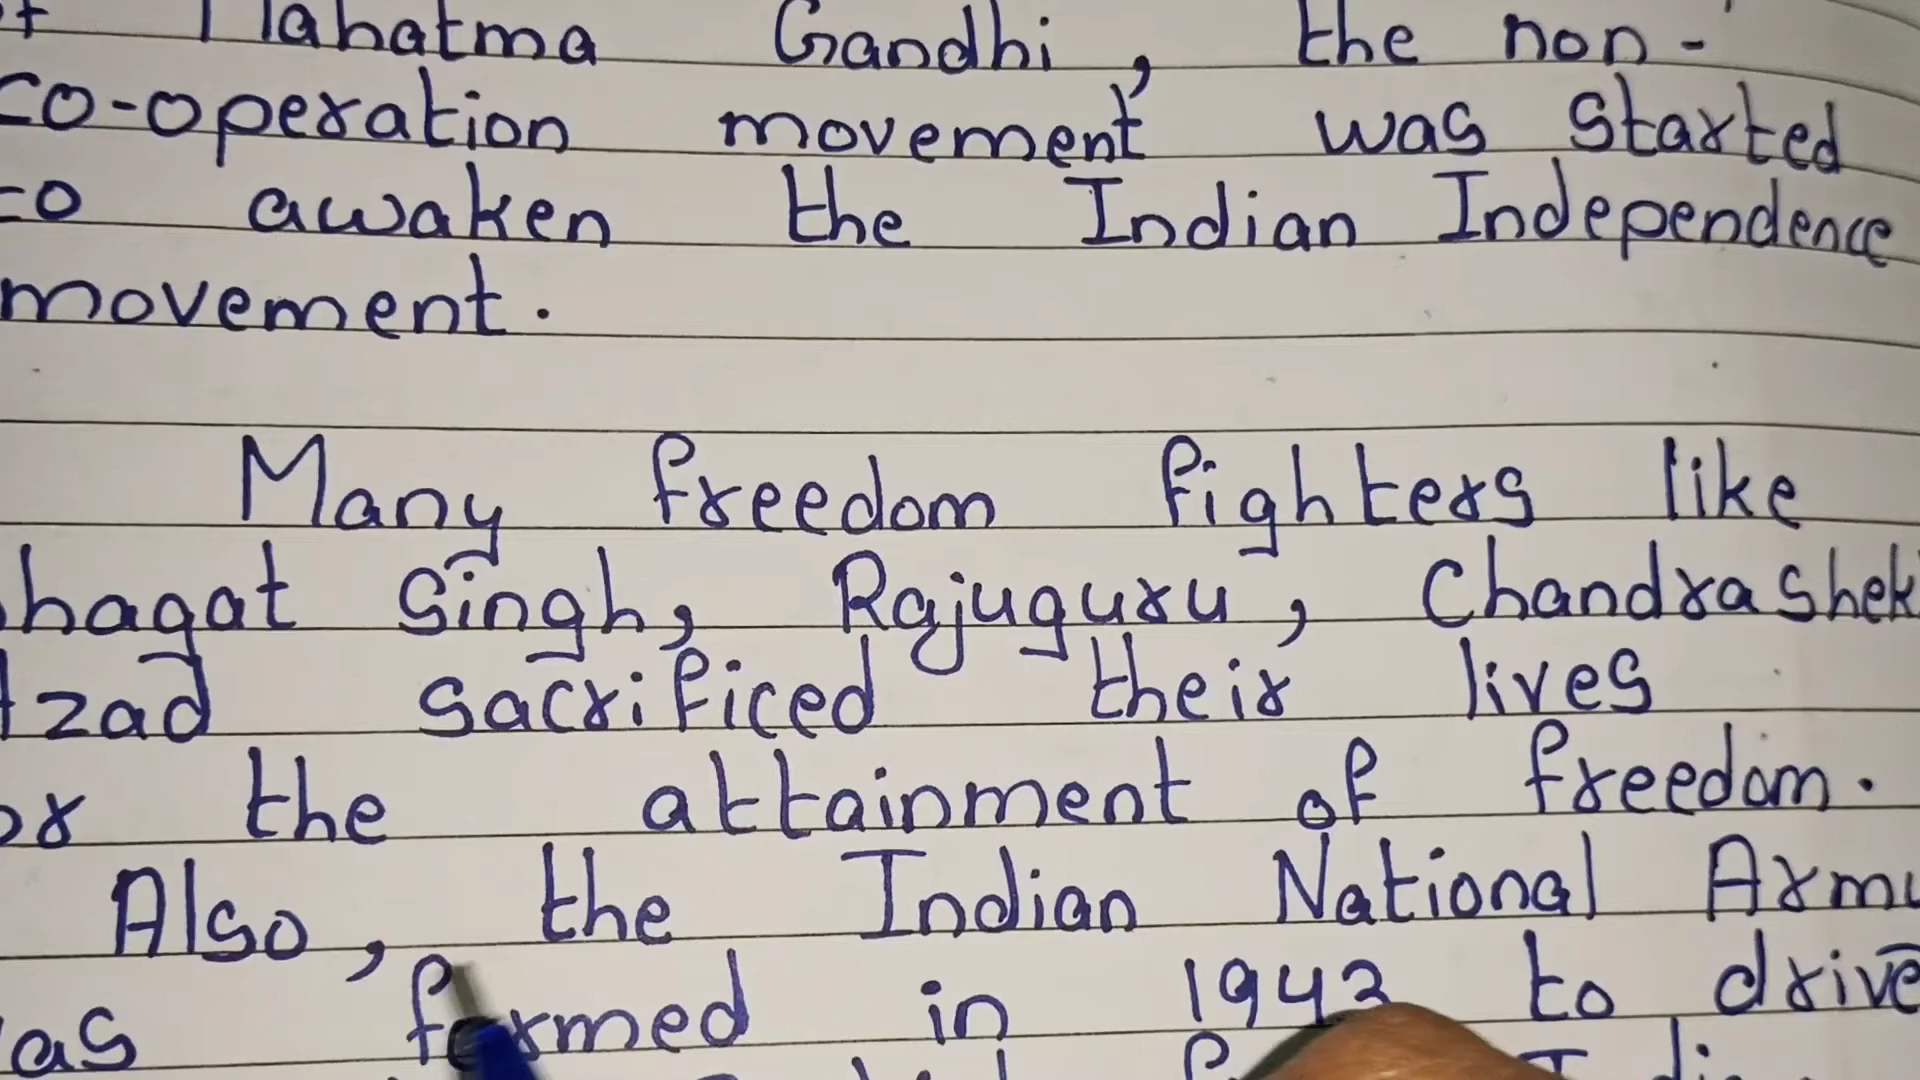 Mahatma Gandhi, the non-
co-operation movement was started
to awaken the Indian Independence
movement.
Many freedom fighters like
bhagat Singh, Rajuguru, Chandrashek
Azad sacrificed their lives
for the attainment of freedom.
Also, the Indian National Army
was formed in to drive